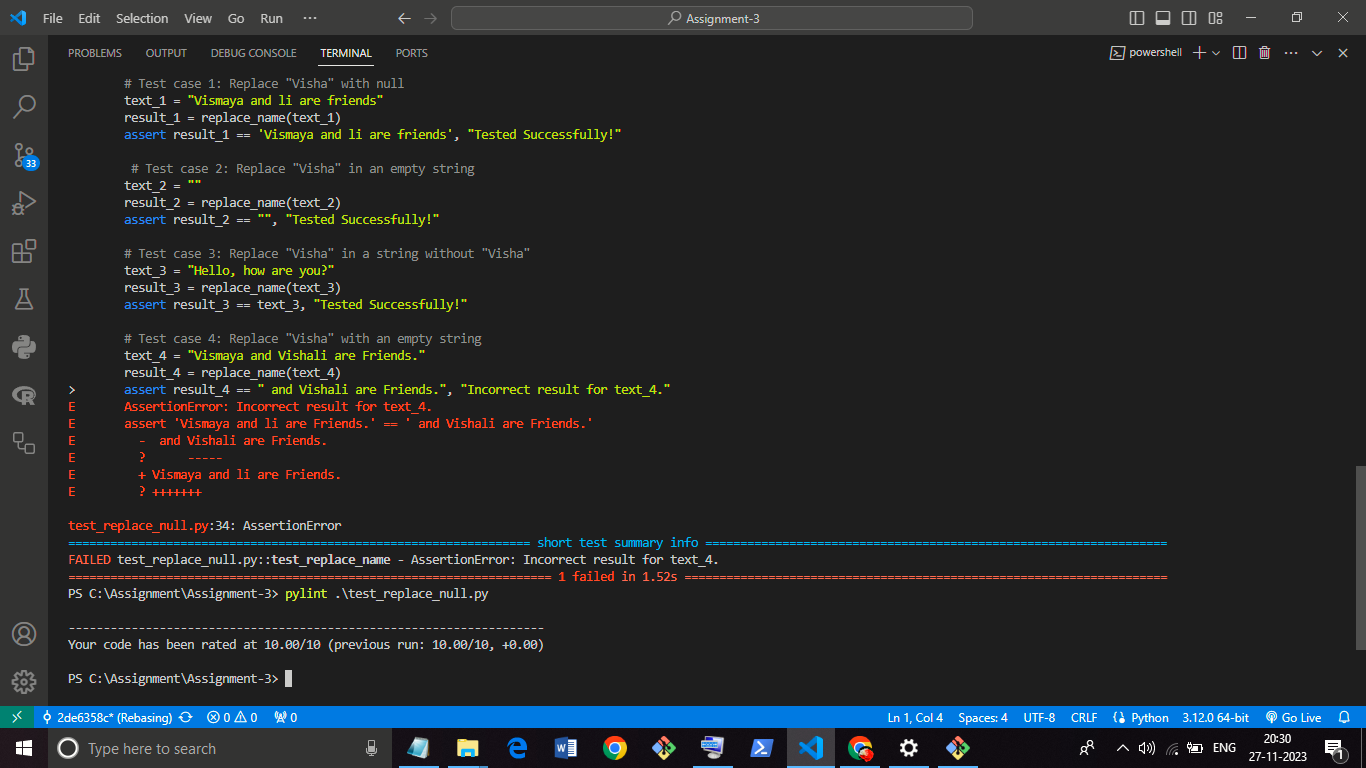 File Edit Selection View Go Run ··· Assignment-3
PROBLEMS OUTPUT DEBUG CONSOLE TERMINAL PORTS powershell
# Test case 1: Replace "Visha" with null
text_1 = "Vismaya and li are friends"
result_1 = replace_name(text_1)
assert result_1 == 'Vismaya and li are friends', "Tested Successfully!"
# Test case 2: Replace "Visha" in an empty string
text_2 = ""
result_2 = replace_name(text_2)
assert result_2 == "", "Tested Successfully!"
# Test case 3: Replace "Visha" in a string without "Visha"
text_3 = "Hello, how are you?"
result_3 = replace_name(text_3)
assert result_3 == text_3, "Tested Successfully!"
# Test case 4: Replace "Visha" with an empty string
text_4 = "Vismaya and Vishali are Friends."
result_4 = replace_name(text_4)
> assert result_4 == " and Vishali are Friends.", "Incorrect result for text_4."
E AssertionError: Incorrect result for text_4.
E assert 'Vismaya and li are Friends.' == ' and Vishali are Friends.'
E -  and Vishali are Friends.
E ? -----
E + Vismaya and li are Friends.
E ? +++++++
test_replace_null.py:34: AssertionError
================================================================== short test summary info ==================================================================
FAILED test_replace_null.py::test_replace_name - AssertionError: Incorrect result for text_4.
===================================================================== 1 failed in 1.52s =====================================================================
PS C:\Assignment\Assignment-3> pylint .\test_replace_null.py
--------------------------------------------------------------------
Your code has been rated at 10.00/10 (previous run: 10.00/10, +0.00)
PS C:\Assignment\Assignment-3>
33
2de6358c* (Rebasing) 0 0 0 Ln 1, Col 4 Spaces: 4 UTF-8 CRLF Python 3.12.0 64-bit Go Live
Type here to search ENG 20:30
27-11-2023 1